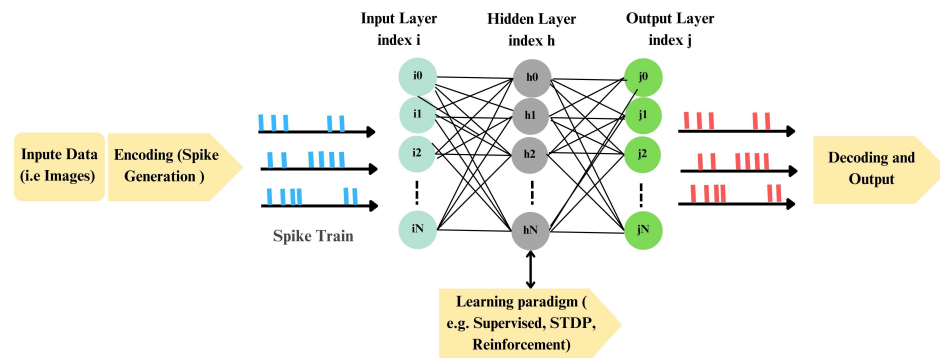 Input Layer
index i
Hidden Layer
index h
Output Layer
index j
Inpute Data
(i.e Images)
Encoding (Spike
Generation )
Spike Train
i0
i1
i2
iN
h0
h1
h2
hN
j0
j1
j2
jN
Decoding and
Output
Learning paradigm (
e.g. Supervised, STDP,
Reinforcement)